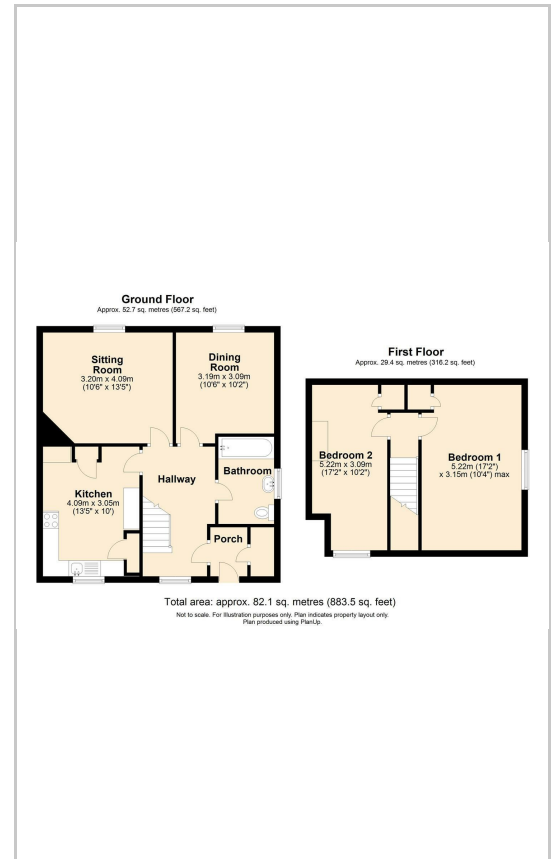 Ground Floor
Approx. 52.7 sq. metres (567.2 sq. feet)
Sitting
Room
3.20m x 4.09m
(10'6" x 13'5")
Dining
Room
3.19m x 3.09m
(10'6" x 10'2")
Kitchen
4.09m x 3.05m
(13'5" x 10')
Hallway
Bathroom
Porch
First Floor
Approx. 29.4 sq. metres (316.2 sq. feet)
Bedroom 2
5.22m x 3.09m
(17'2" x 10'2")
Bedroom 1
5.22m (17'2")
x 3.15m (10'4") max
Total area: approx. 82.1 sq. metres (883.5 sq. feet)
Not to scale. For Illustration purposes only. Plan indicates property layout only.
Plan produced using PlanUp.